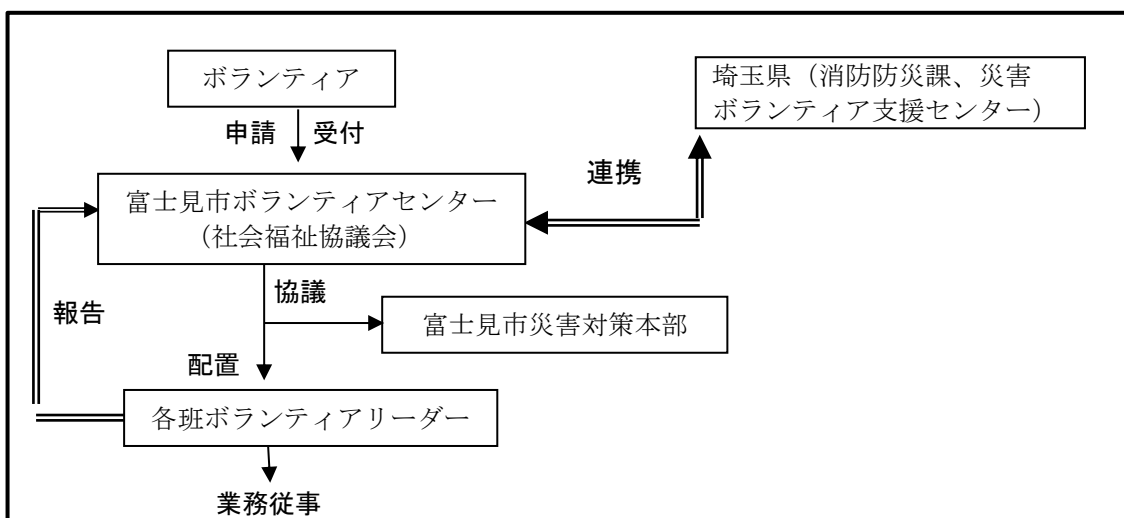 ボランティア
埼玉県（消防防災課、災害
ボランティア支援センター）
申請 受付
連携
富士見市ボランティアセンター
（社会福祉協議会）
協議
報告
富士見市災害対策本部
配置
各班ボランティアリーダー
業務従事